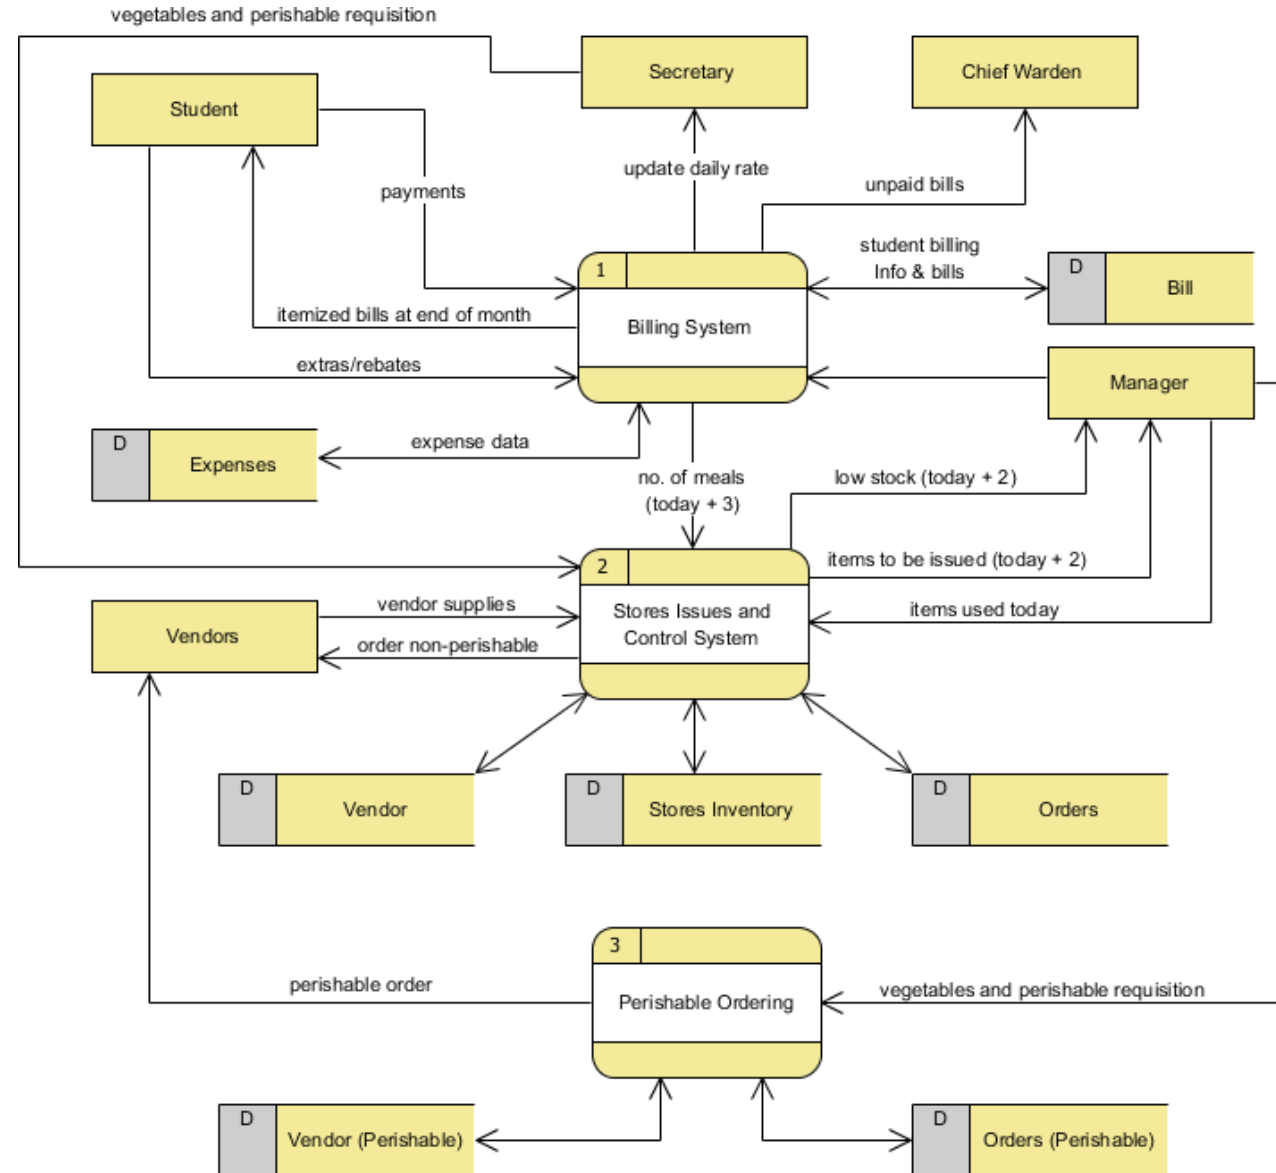 vegetables and perishable requisition
Secretary
Chief Warden
Student
update daily rate
payments
unpaid bills
student billing
Info & bills
1
D
Bill
itemized bills at end of month
Billing System
extras/rebates
Manager
D
Expenses
expense data
no. of meals
(today + 3)
low stock (today + 2)
2
items to be issued (today + 2)
vendor supplies
Stores Issues and
Control System
items used today
Vendors
order non-perishable
D
Vendor
D
Stores Inventory
D
Orders
3
perishable order
Perishable Ordering
vegetables and perishable requisition
D
Vendor (Perishable)
D
Orders (Perishable)